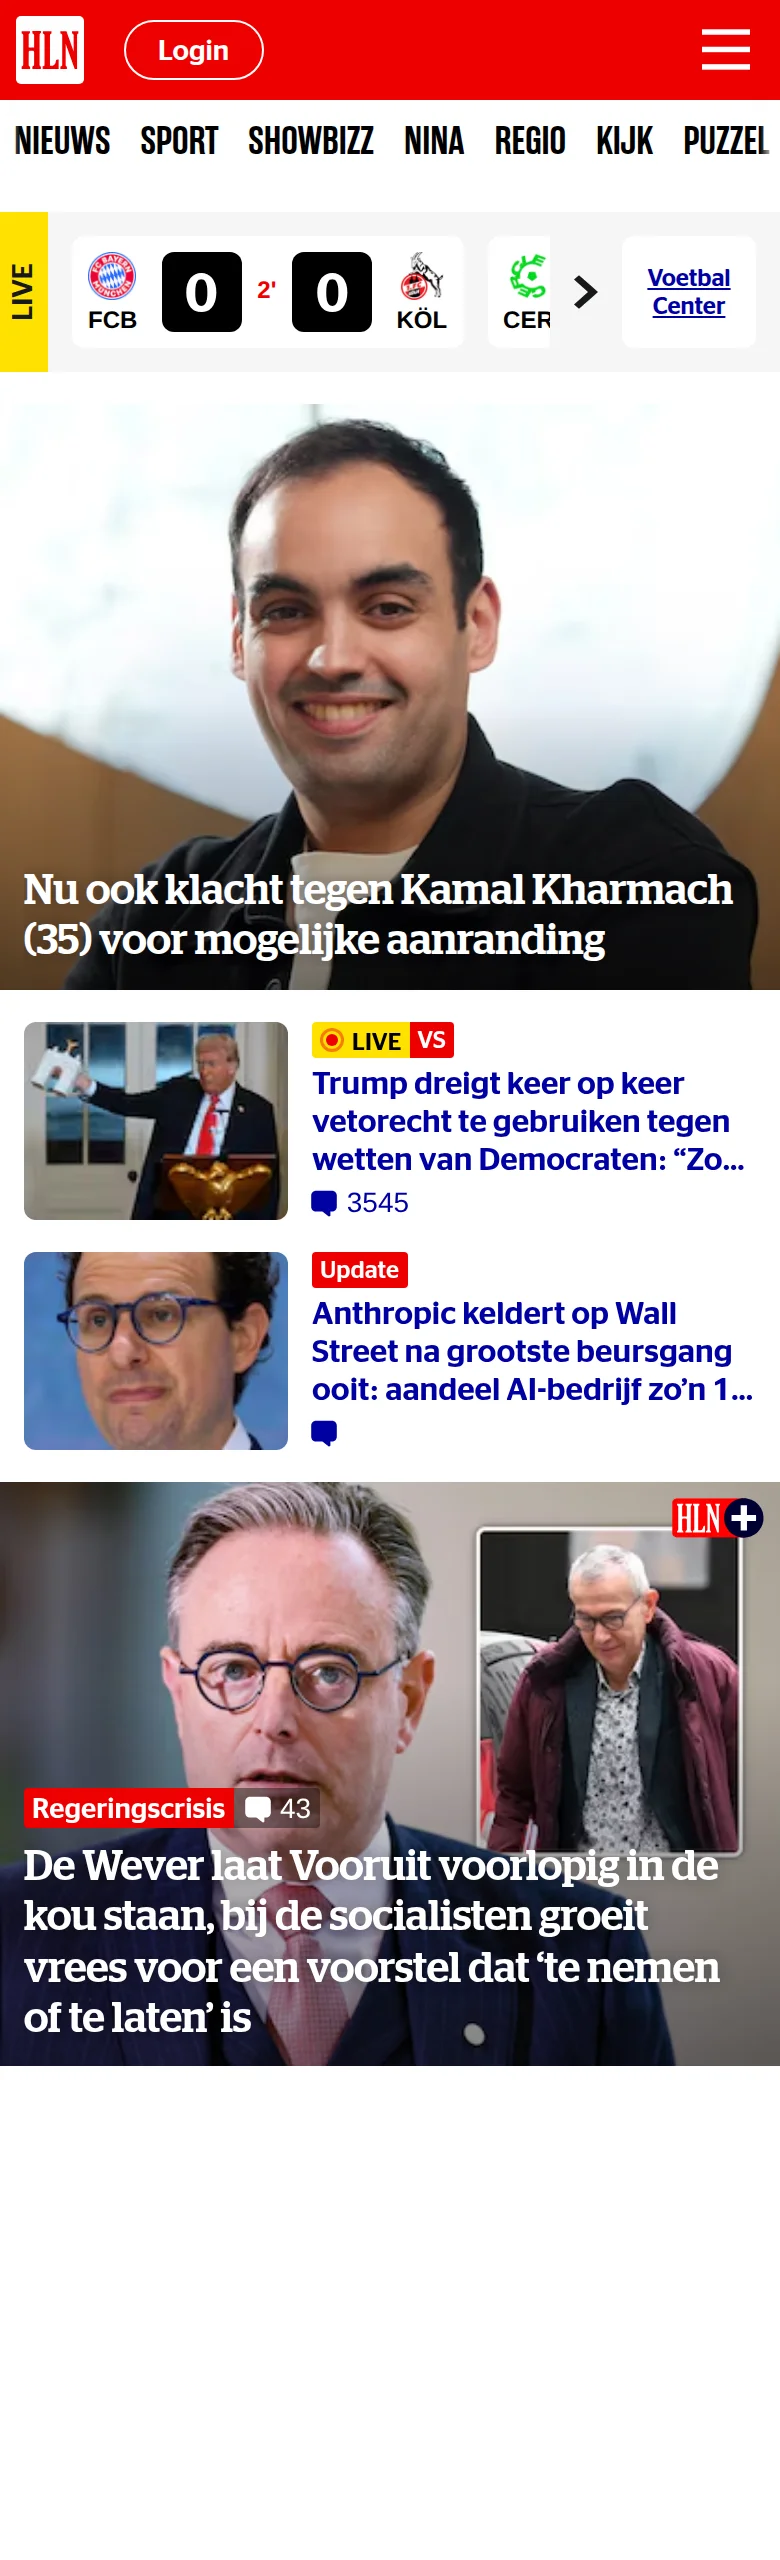 HLN
Login
NIEUWS SPORT SHOWBIZZ NINA REGIO KIJK PUZZEL
LIVE
FC BAYERN
MÜNCHEN
FCB
0
2'
0
KÖL
CER
Voetbal
Center
Nu ook klacht tegen Kamal Kharmach
(35) voor mogelijke aanranding
LIVE VS
Trump dreigt keer op keer
vetorecht te gebruiken tegen
wetten van Democraten: “Zo...
3545
Update
Anthropic keldert op Wall
Street na grootste beursgang
ooit: aandeel AI-bedrijf zo’n 1...
HLN+
Regeringscrisis 43
De Wever laat Vooruit voorlopig in de
kou staan, bij de socialisten groeit
vrees voor een voorstel dat ‘te nemen
of te laten’ is